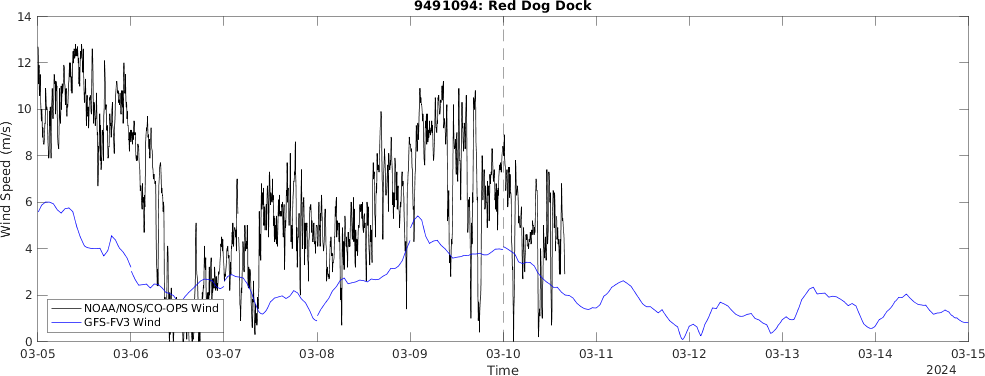 9491094: Red Dog Dock
Wind Speed (m/s)
14
12
10
8
6
4
2
0
NOAA/NOS/CO-OPS Wind
GFS-FV3 Wind
03-05 03-06 03-07 03-08 03-09 03-10 03-11 03-12 03-13 03-14 03-15
Time
2024